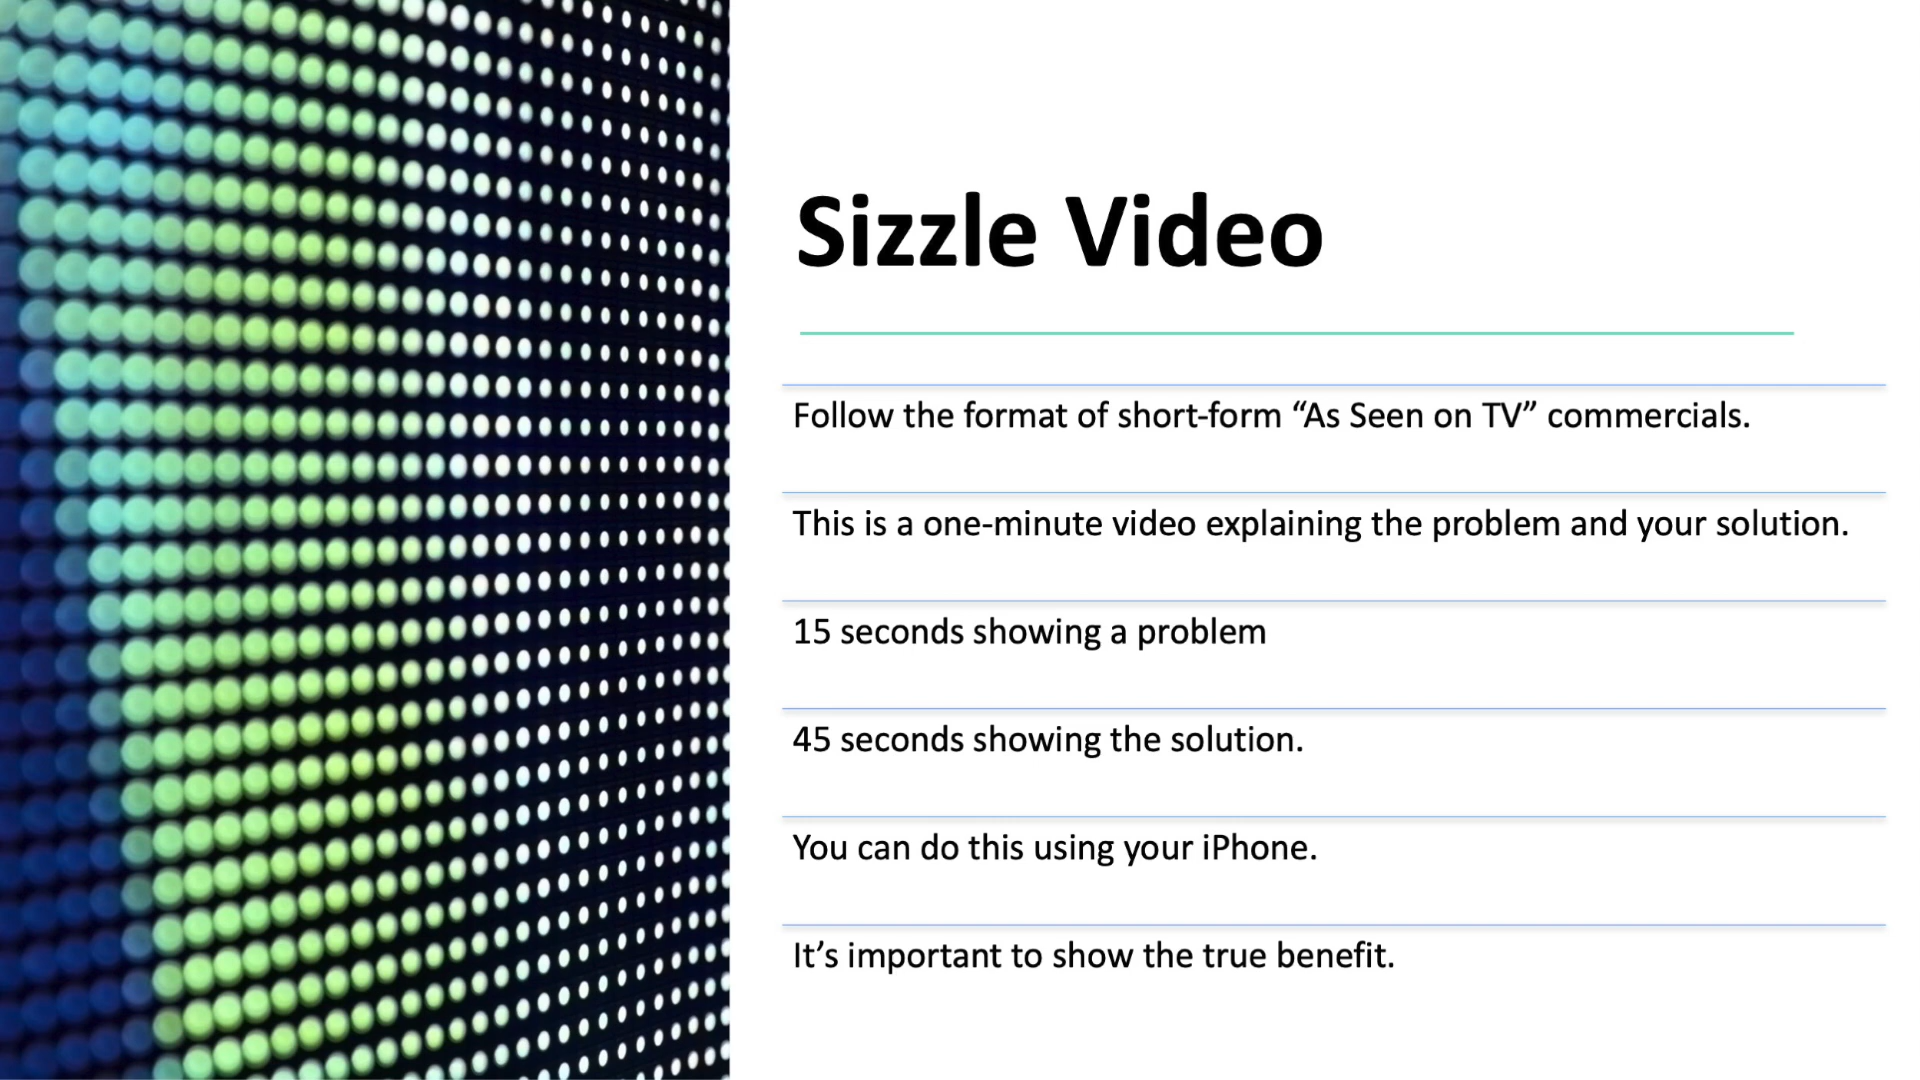 Sizzle Video
Follow the format of short-form “As Seen on TV” commercials.
This is a one-minute video explaining the problem and your solution.
15 seconds showing a problem
45 seconds showing the solution.
You can do this using your iPhone.
It’s important to show the true benefit.